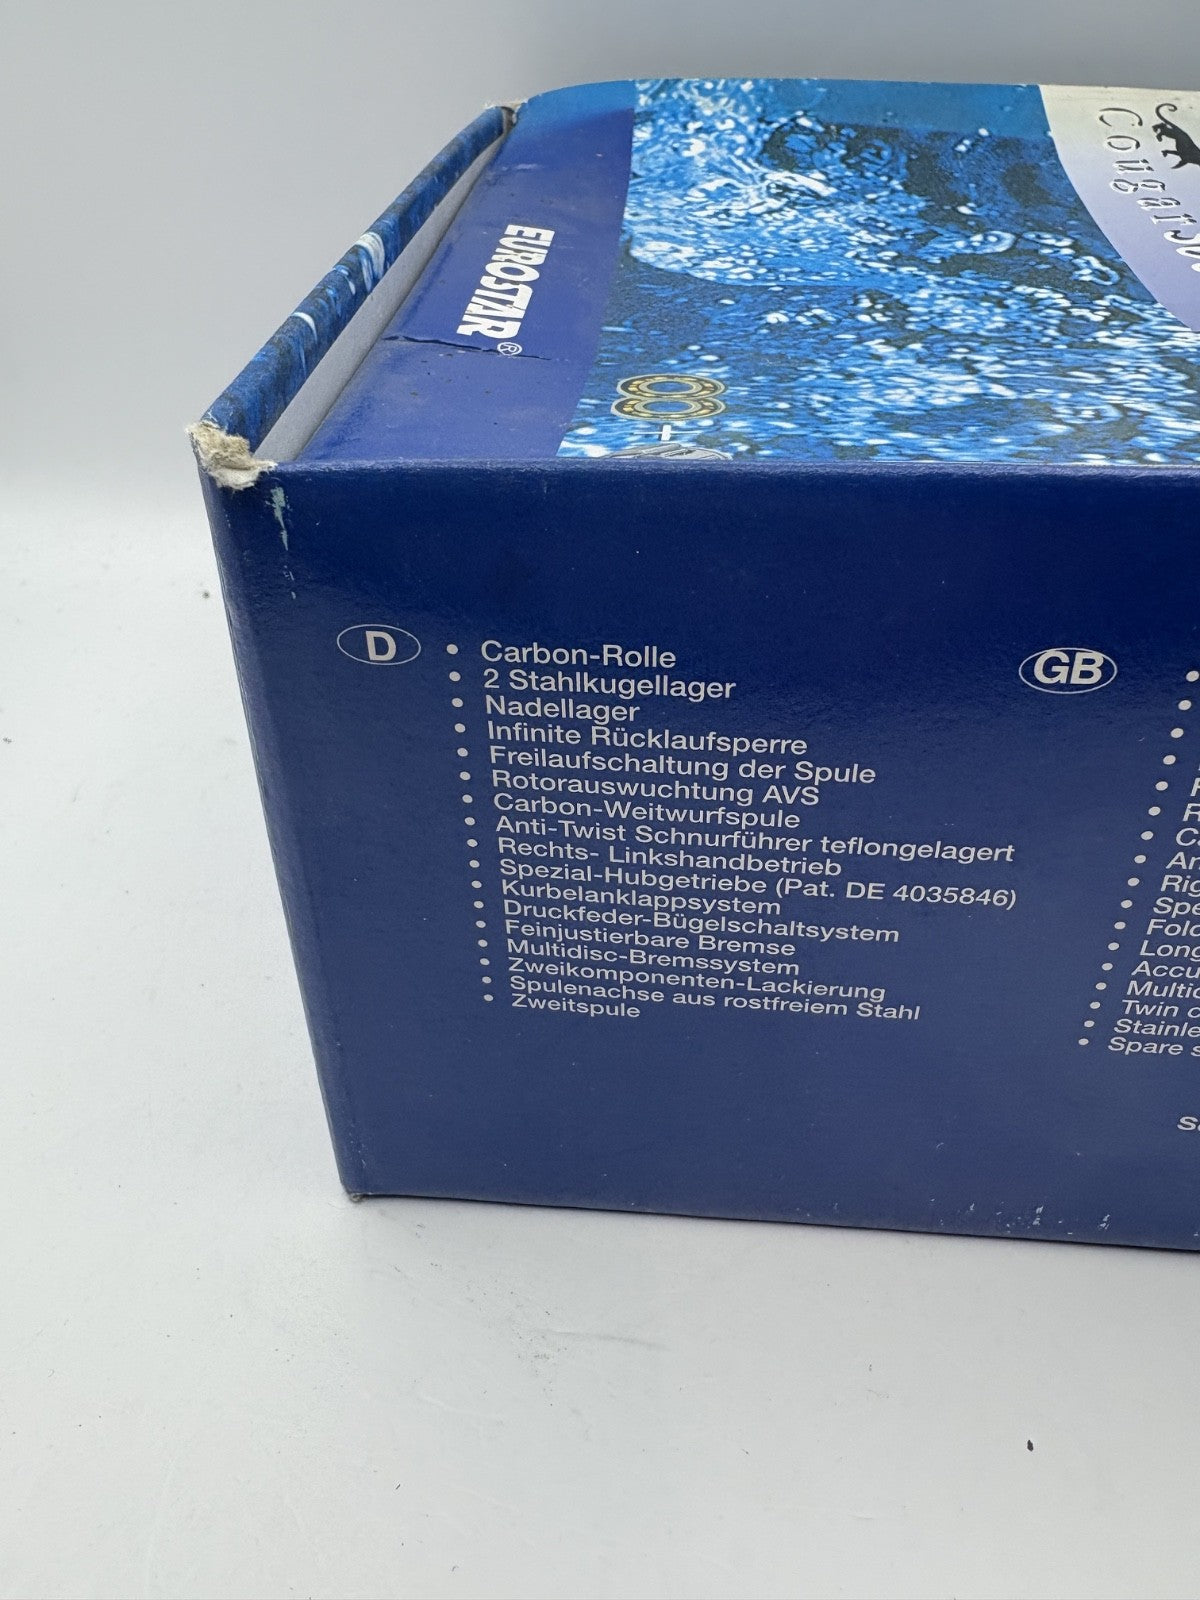 Cougar
EUROSTAR®
D
• Carbon-Rolle
• 2 Stahlkugellager
• Nadellager
• Infinite Rücklaufsperre
• Freilaufschaltung der Spule
• Rotorauswuchtung AVS
• Carbon-Weitwurfspule
• Anti-Twist Schnurführer teflongelagert
• Rechts- Linkshandbetrieb
• Spezial-Hubgetriebe (Pat. DE 4035846)
• Kurbelanklappsystem
• Druckfeder-Bügelschaltsystem
• Feinjustierbare Bremse
• Multidisc-Bremssystem
• Zweikomponenten-Lackierung
• Spulenachse aus rostfreiem Stahl
• Zweitspule
GB
• Twin
• Spare